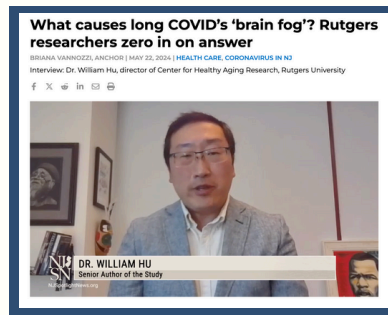 What causes long COVID's 'brain fog'? Rutgers
researchers zero in on answer
BRIANA VANNOZZI, ANCHOR | MAY 22, 2024 | HEALTH CARE, CORONAVIRUS IN NJ
Interview: Dr. William Hu, director of Center for Healthy Aging Research, Rutgers University
NJ
SN
DR. WILLIAM HU
Senior Author of the Study
NJSpotlightNews.org